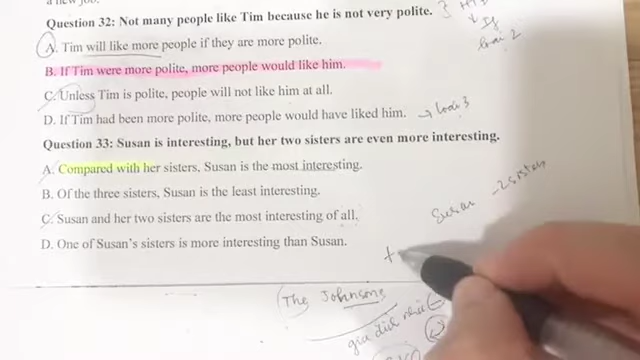 a new job.
Question 32: Not many people like Tim because he is not very polite.
A. Tim will like more people if they are more polite.
B. If Tim were more polite, more people would like him.
C. Unless Tim is polite, people will not like him at all.
D. If Tim had been more polite, more people would have liked him. → Loại 3
Question 33: Susan is interesting, but her two sisters are even more interesting.
A. Compared with her sisters, Susan is the most interesting.
B. Of the three sisters, Susan is the least interesting.
C. Susan and her two sisters are the most interesting of all.
D. One of Susan's sisters is more interesting than Susan.
Susan - 2 sisters
The Johnsons
gia đình nhà